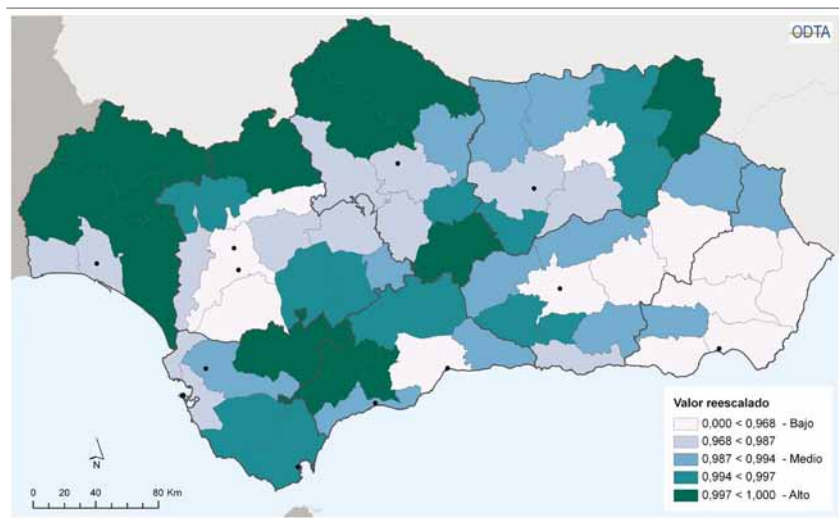 ODTA
Valor reescalado
0,000 < 0,968 - Bajo
0,968 < 0,987
0,987 < 0,994 - Medio
0,994 < 0,997
0,997 < 1,000 - Alto
N
0 20 40 80 Km